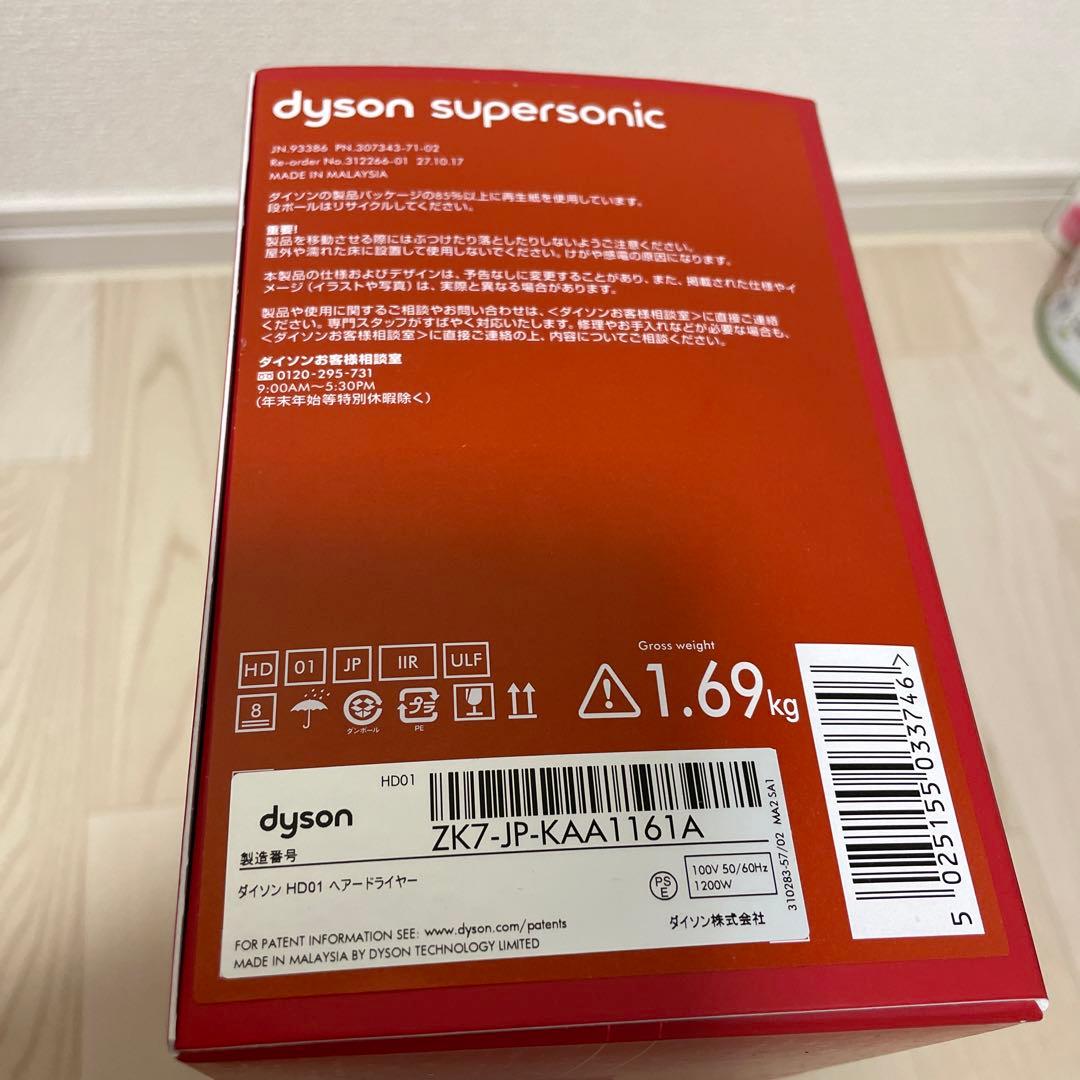 dyson supersonic
JN.93386 PN.307343-71-02
Re-order No.312266-01 27.10.17
MADE IN MALAYSIA
ダイソンの製品パッケージの85%以上に再生紙を使用しています。
段ボールはリサイクルしてください。
重要!
製品を移動させる際にはぶつけたり落としたりしないようご注意ください。
屋外や濡れた床に設置して使用しないでください。けがや感電の原因になります。
本製品の仕様およびデザインは、予告なしに変更することがあり、また、掲載された仕様やイ
メージ(イラストや写真)は、実際と異なる場合があります。
製品や使用に関するご相談やお問い合わせは、<ダイソンお客様相談室>に直接ご連絡
ください。専門スタッフがすばやく対応いたします。修理やお手入れなどが必要な場合も、
<ダイソンお客様相談室>に直接ご連絡の上、内容についてご相談ください。
ダイソンお客様相談室
0120-295-731
9:00AM〜5:30PM
(年末年始等特別休暇除く)
HD 01 JP IIR ULF
8
ダンボール
プラ
PE
Gross weight
1.69kg
5 025155 033746 >
HD01
dyson
ZK7-JP-KAA1161A
製造番号
ダイソン HD01 ヘアードライヤー
PS E
100V 50/60Hz
1200W
ダイソン株式会社
310283-57/02 MA2 SA1
FOR PATENT INFORMATION SEE: www.dyson.com/patents
MADE IN MALAYSIA BY DYSON TECHNOLOGY LIMITED